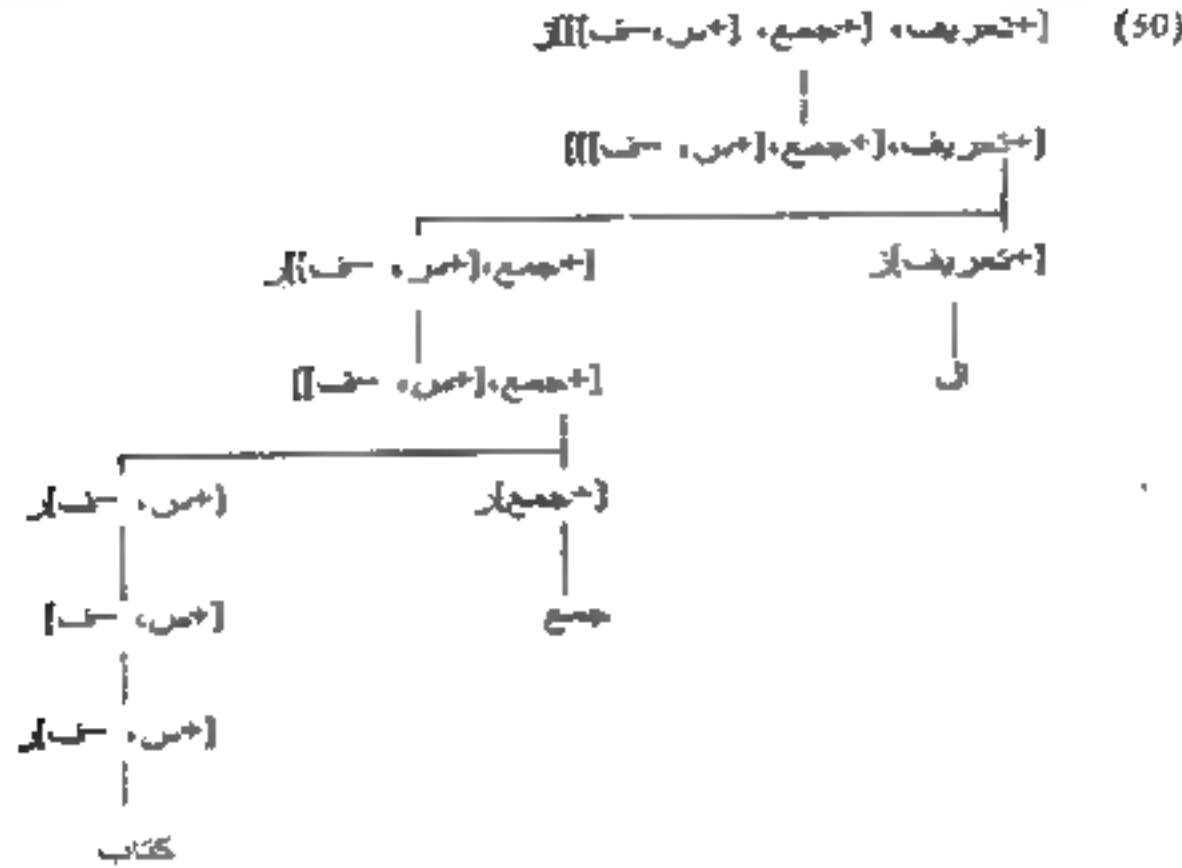 (50) [+تعريف، [+جمع، [+س،-ف]]]ز
[+تعريف،[+جمع،[+س، -ف]]]
[+تعريف]ز [+جمع،[+س، -ف]]ز
ال [+جمع،[+س، -ف]]
[+جمع]ز [+س، -ف]ز
جمع [+س، -ف]
[+س، -ف]ز
كتاب